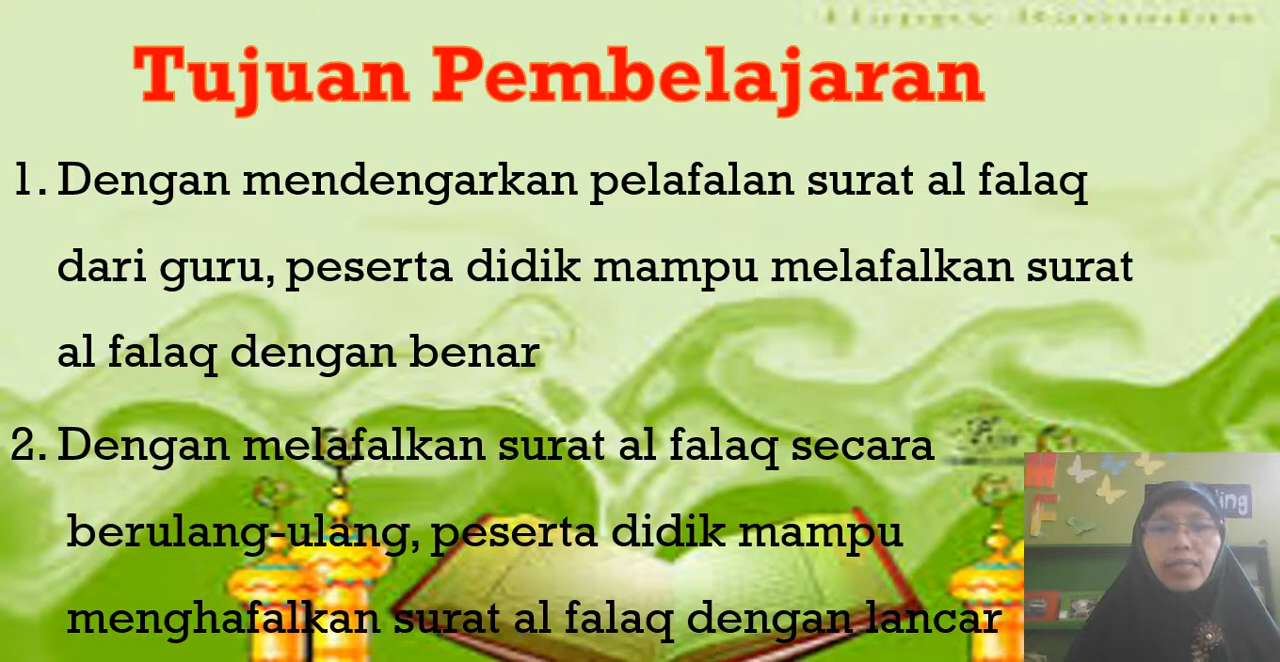 Tujuan Pembelajaran
1. Dengan mendengarkan pelafalan surat al falaq
dari guru, peserta didik mampu melafalkan surat
al falaq dengan benar
2. Dengan melafalkan surat al falaq secara
berulang-ulang, peserta didik mampu
menghafalkan surat al falaq dengan lancar